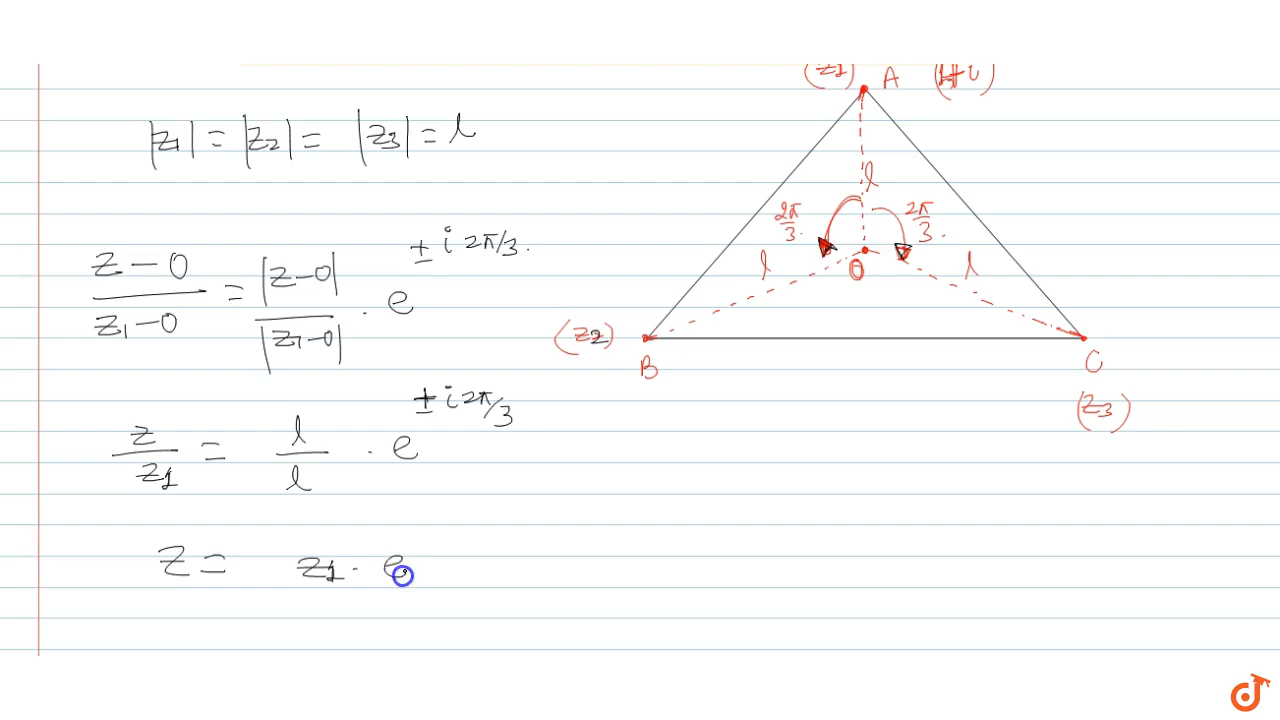 (z1) A (1+i)
|z1| = |z2| = |z3| = l
l
2π/3 2π/3
(z-0)/(z1-0) = |z-0|/|z1-0| . e^(± i 2π/3).
l O l
(z2) B C (z3)
z/z1 = l/l . e^(± i 2π/3)
z = z1 . e
d